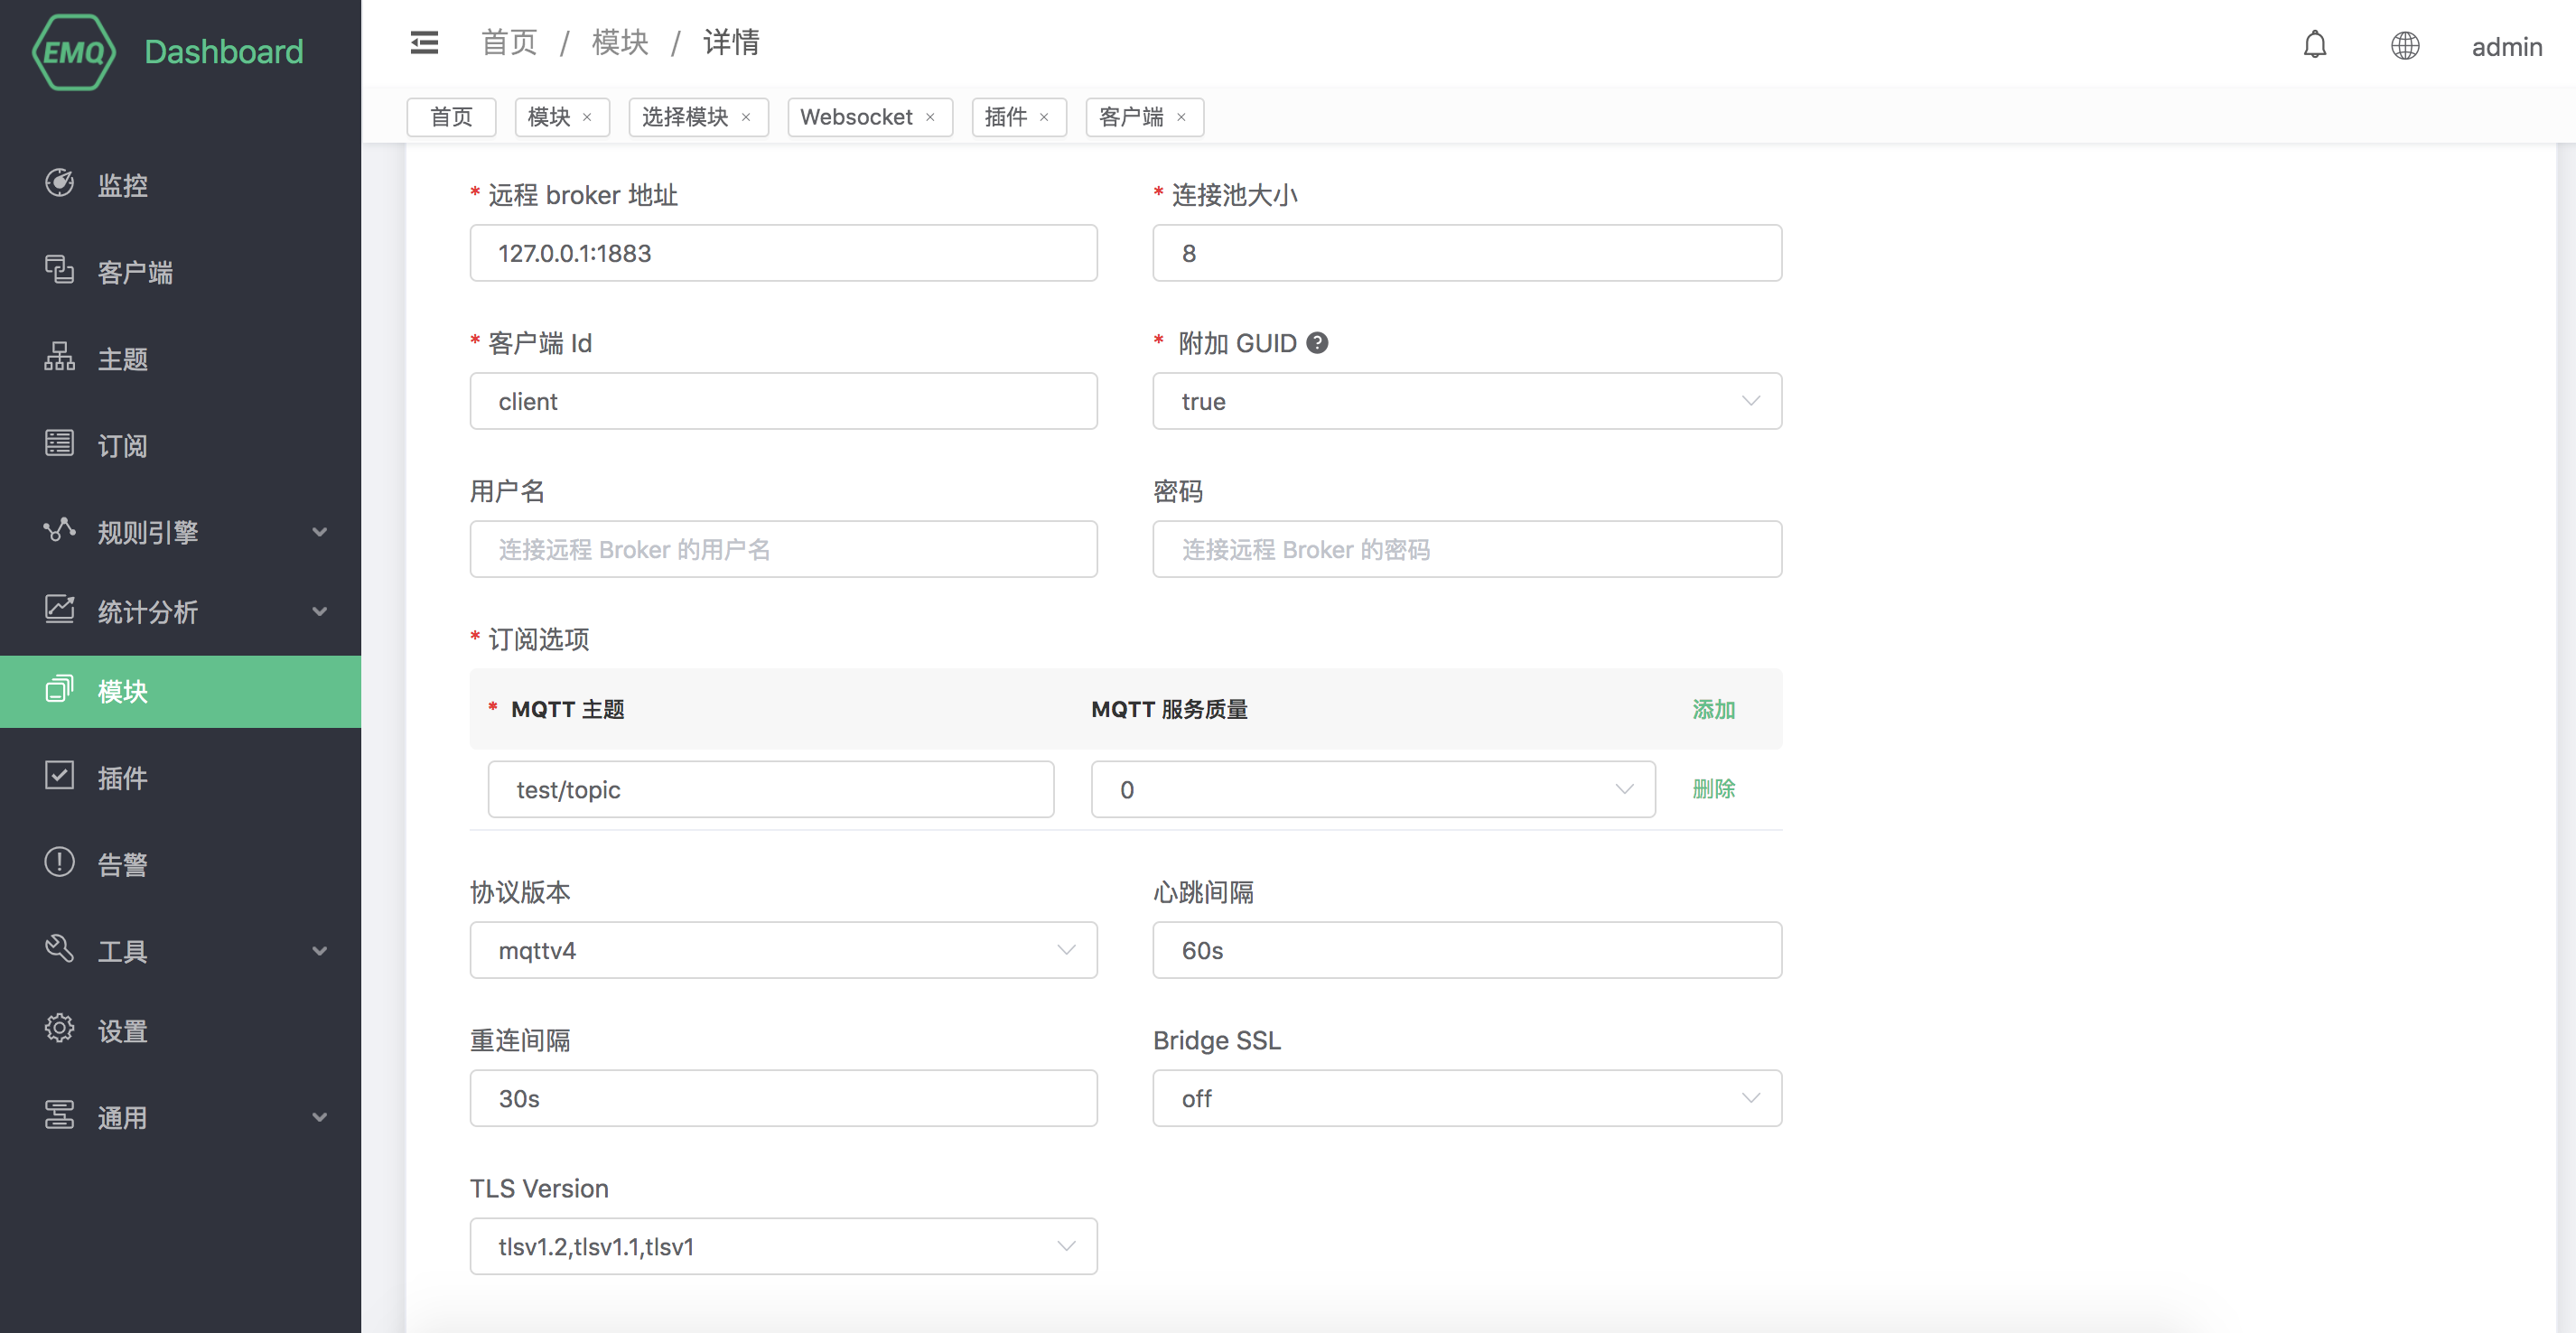 EMQ Dashboard
首页 / 模块 / 详情
admin
首页 模块 × 选择模块 × Websocket × 插件 × 客户端 ×
监控
客户端
主题
订阅
规则引擎
统计分析
模块
插件
告警
工具
设置
通用
* 远程 broker 地址
127.0.0.1:1883
* 连接池大小
8
* 客户端 Id
client
* 附加 GUID ?
true
用户名
连接远程 Broker 的用户名
密码
连接远程 Broker 的密码
* 订阅选项
* MQTT 主题 MQTT 服务质量 添加
test/topic 0 删除
协议版本
mqttv4
心跳间隔
60s
重连间隔
30s
Bridge SSL
off
TLS Version
tlsv1.2,tlsv1.1,tlsv1